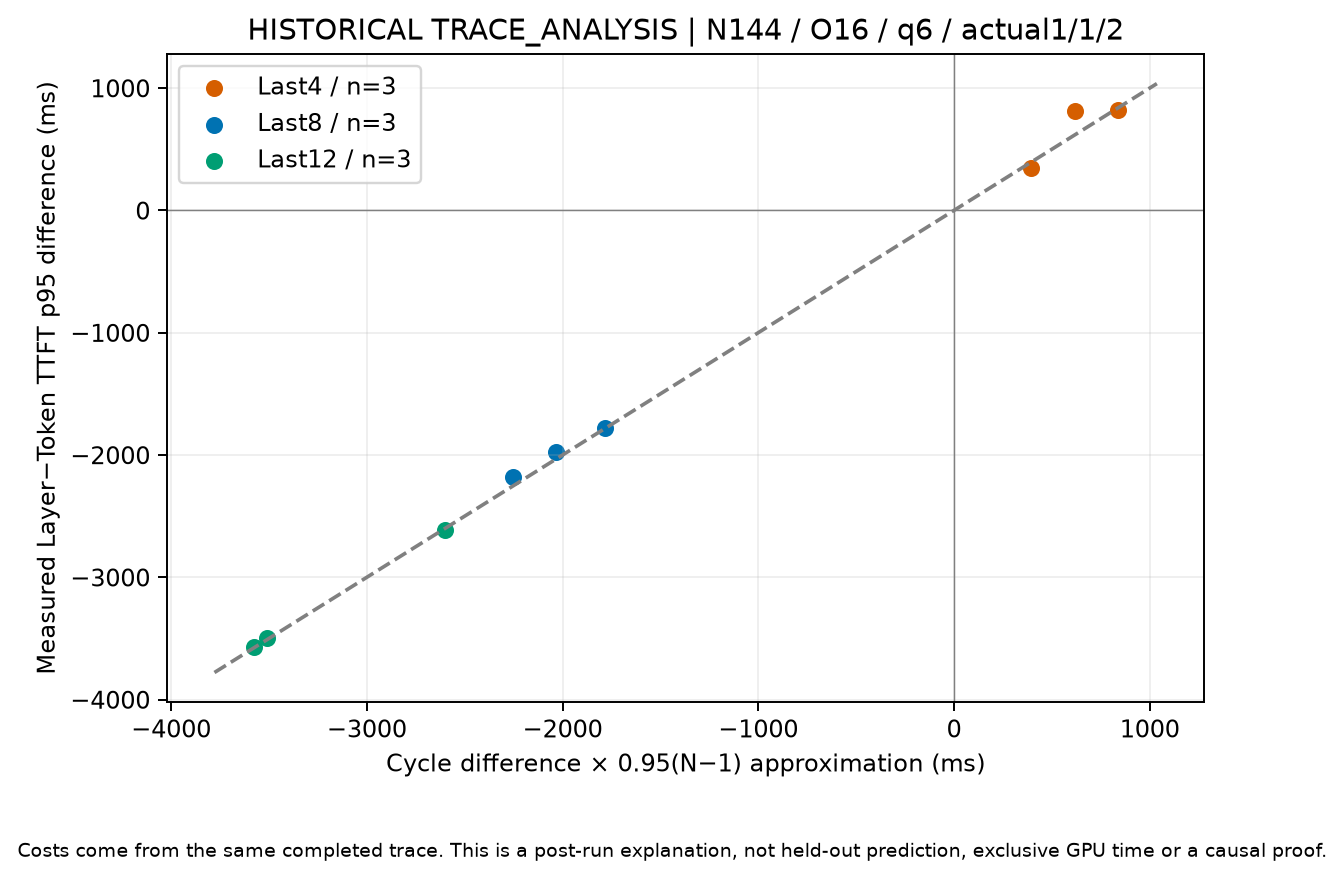 HISTORICAL TRACE_ANALYSIS | N144 / O16 / q6 / actual1/1/2
Last4 / n=3
Last8 / n=3
Last12 / n=3
Measured Layer−Token TTFT p95 difference (ms)
1000
0
−1000
−2000
−3000
−4000
−4000
−3000
−2000
−1000
0
1000
Cycle difference × 0.95(N−1) approximation (ms)
Costs come from the same completed trace. This is a post-run explanation, not held-out prediction, exclusive GPU time or a causal proof.